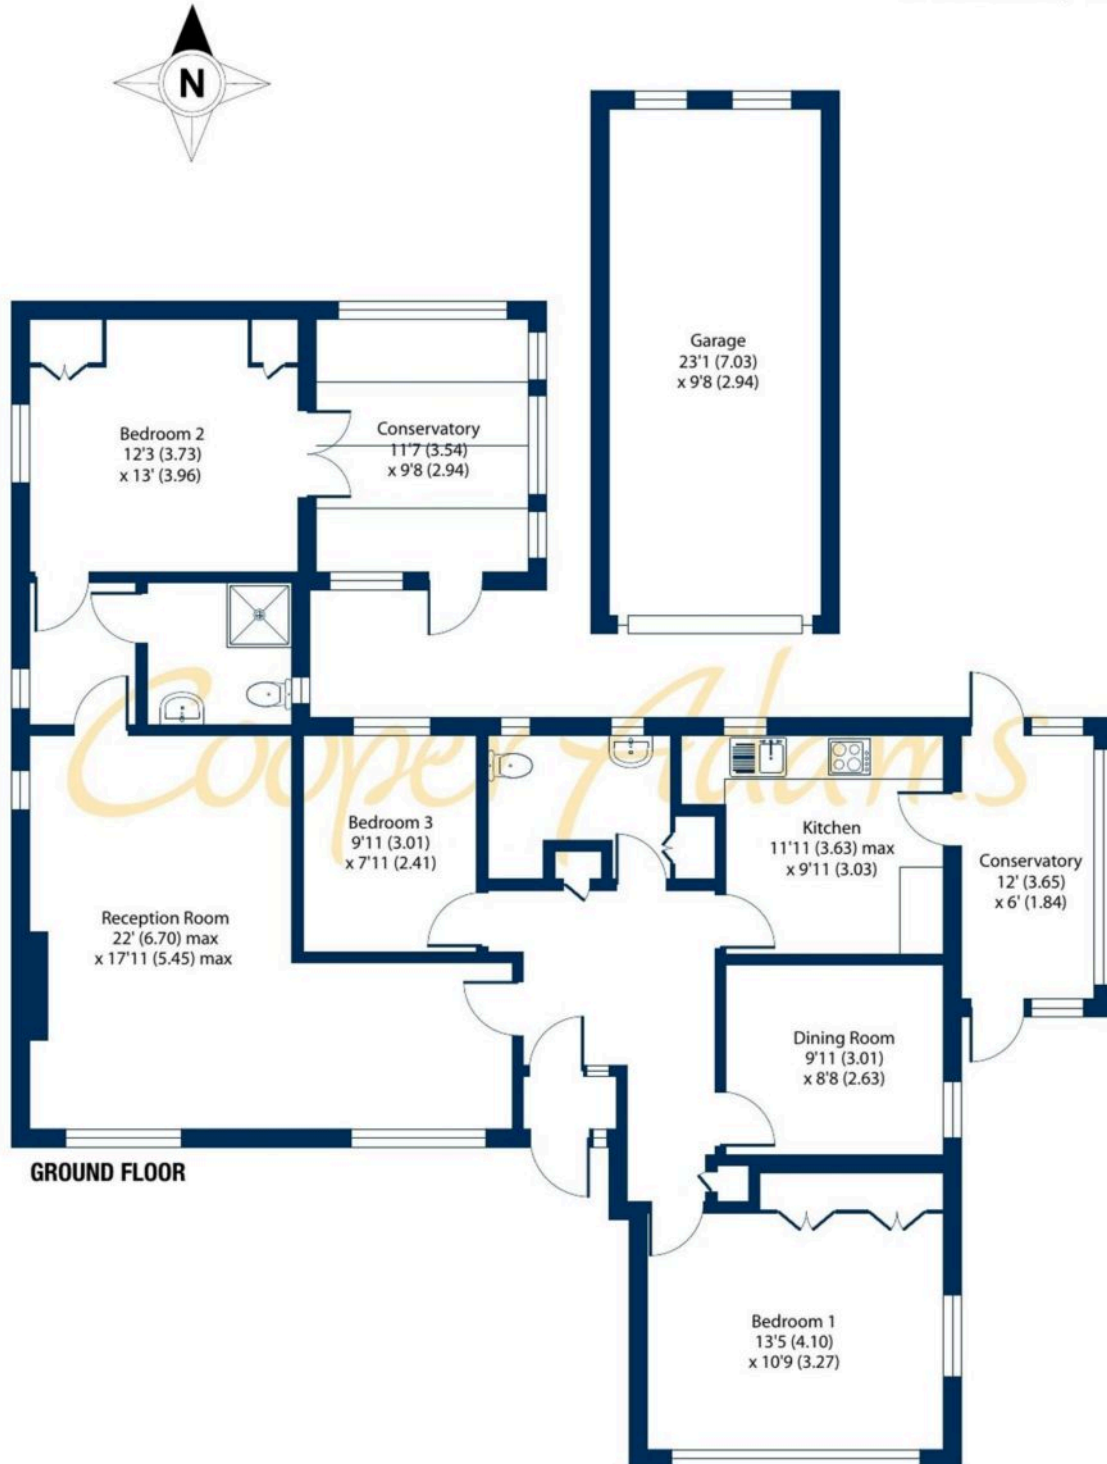 N
Garage
23'1 (7.03)
x 9'8 (2.94)
Bedroom 2
12'3 (3.73)
x 13' (3.96)
Conservatory
11'7 (3.54)
x 9'8 (2.94)
Cooper Adams
Bedroom 3
9'11 (3.01)
x 7'11 (2.41)
Kitchen
11'11 (3.63) max
x 9'11 (3.03)
Conservatory
12' (3.65)
x 6' (1.84)
Reception Room
22' (6.70) max
x 17'11 (5.45) max
Dining Room
9'11 (3.01)
x 8'8 (2.63)
GROUND FLOOR
Bedroom 1
13'5 (4.10)
x 10'9 (3.27)